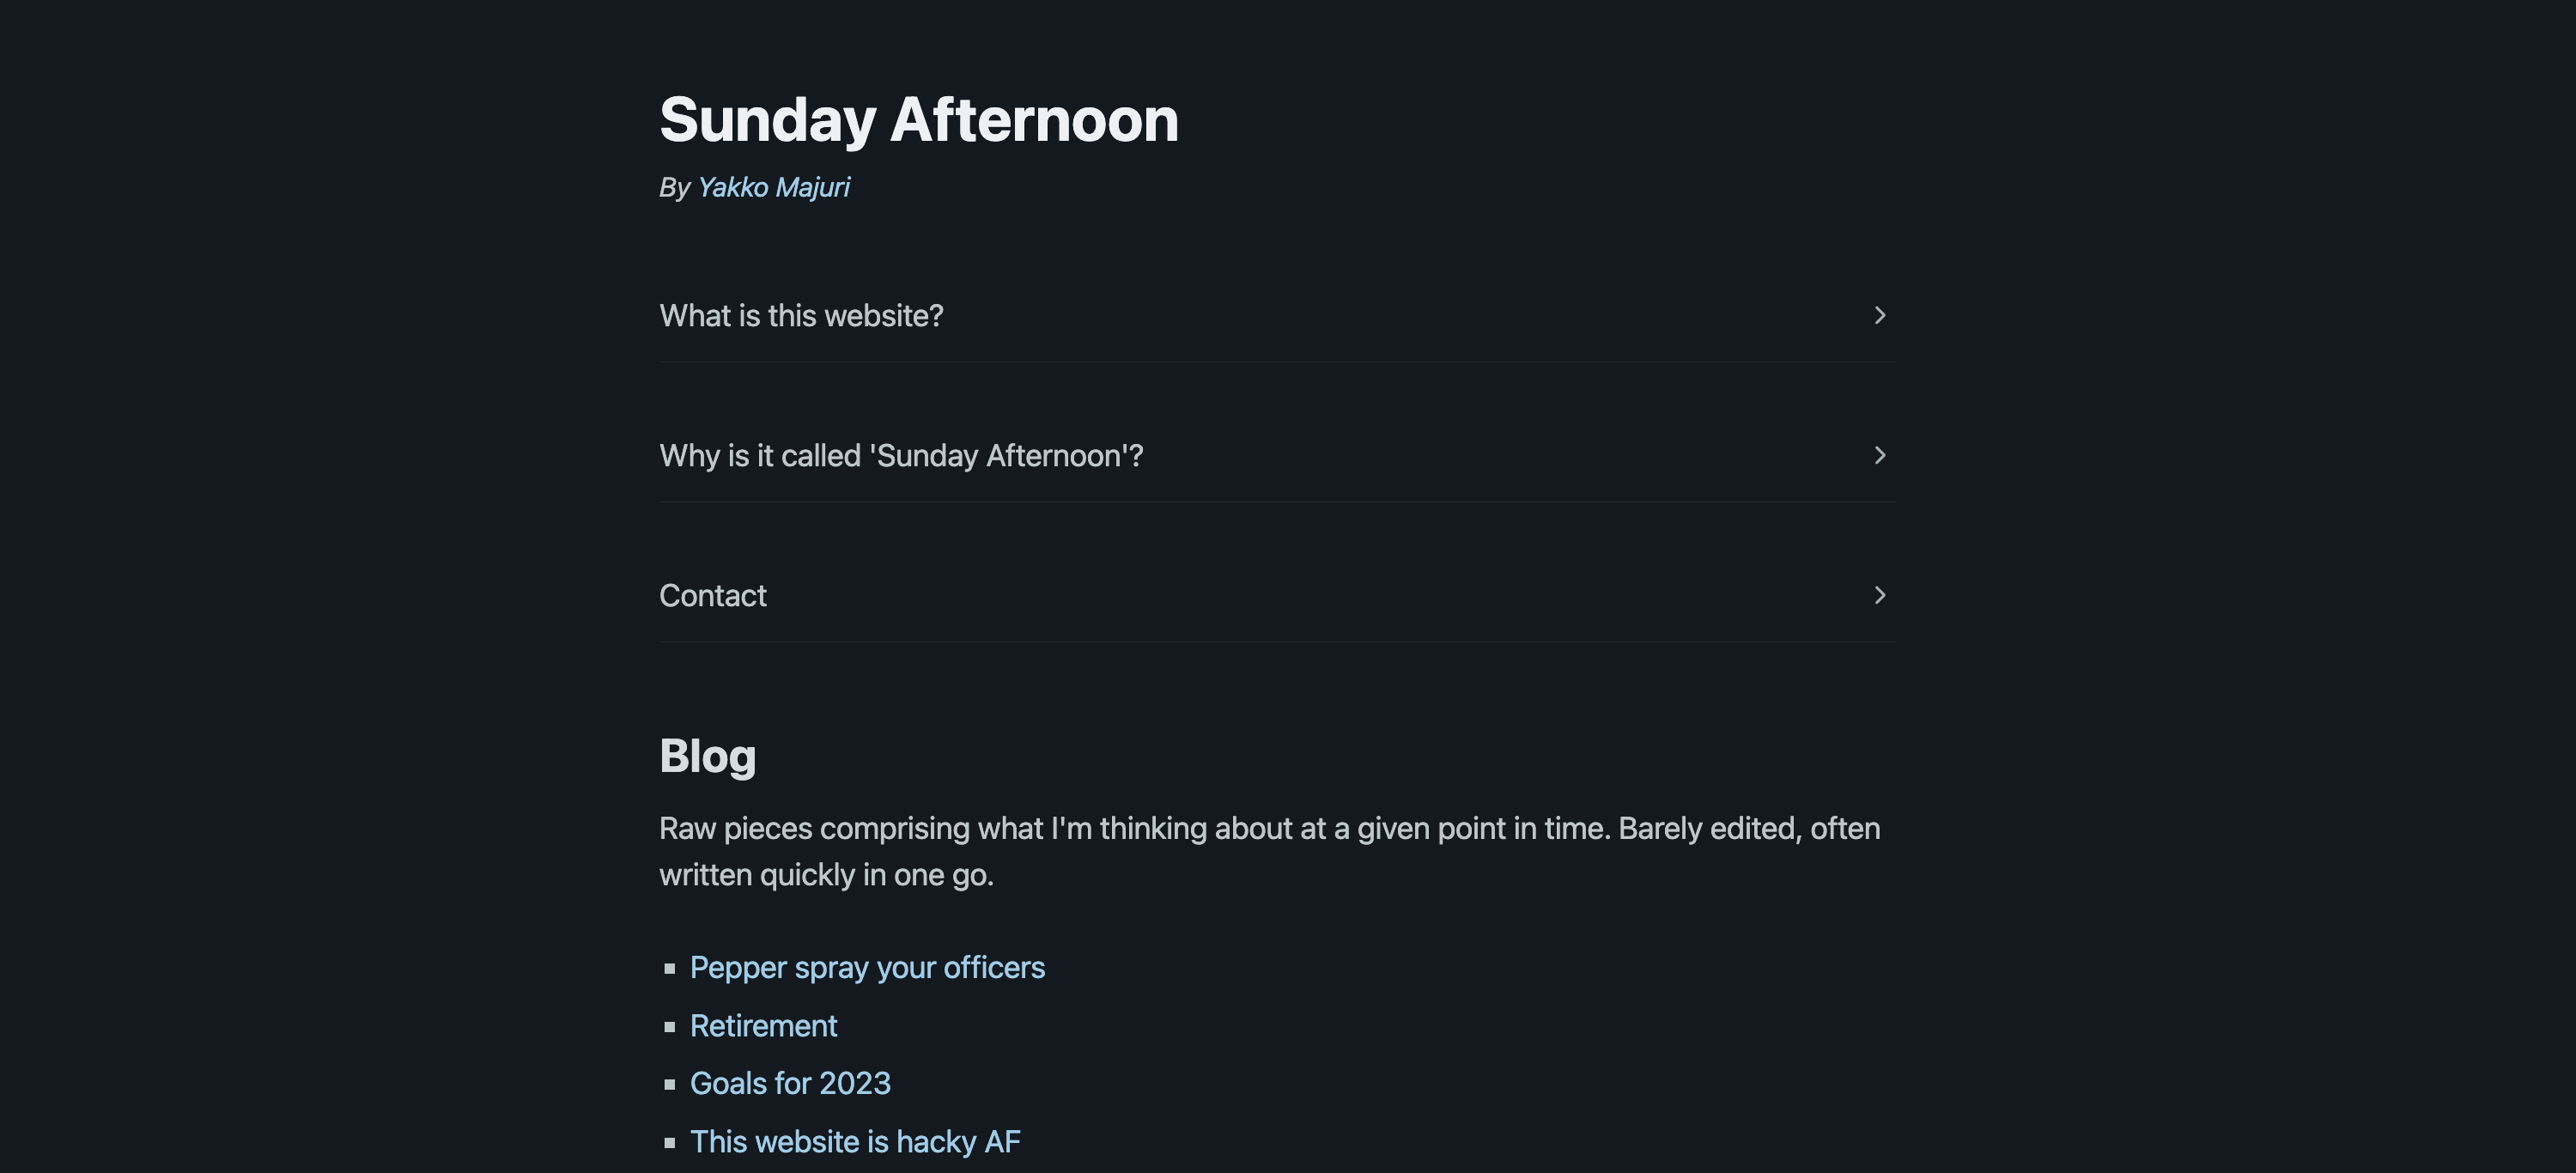 Sunday Afternoon
By Yakko Majuri
What is this website?
Why is it called 'Sunday Afternoon'?
Contact
Blog
Raw pieces comprising what I'm thinking about at a given point in time. Barely edited, often
written quickly in one go.
Pepper spray your officers
Retirement
Goals for 2023
This website is hacky AF